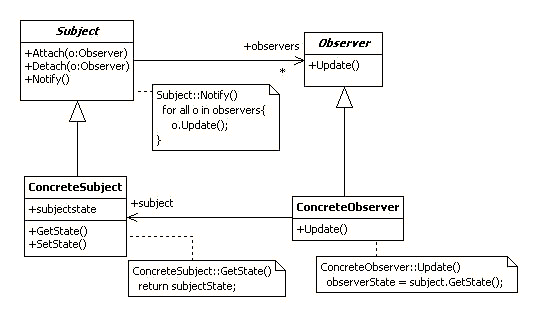 Subject
+Attach(o:Observer)
+Detach(o:Observer)
+Notify()
+observers
*
Observer
+Update()
Subject::Notify()
for all o in observers{
o.Update();
}
ConcreteSubject
+subjectstate
+GetState()
+SetState()
+subject
ConcreteObserver
+Update()
ConcreteSubject::GetState()
return subjectState;
ConcreteObserver::Update()
observerState = subject.GetState();